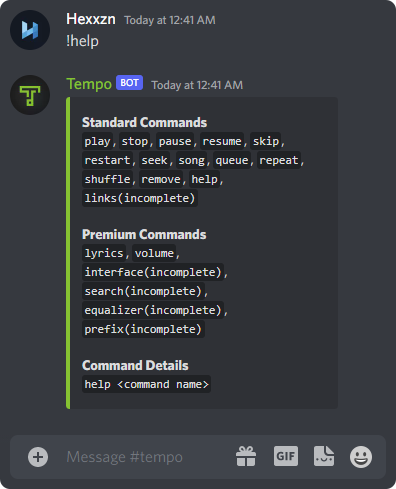 Hexxzn Today at 12:41 AM
!help
Tempo BOT Today at 12:41 AM
Standard Commands
play, stop, pause, resume, skip,
restart, seek, song, queue, repeat,
shuffle, remove, help,
links(incomplete)
Premium Commands
lyrics, volume,
interface(incomplete),
search(incomplete),
equalizer(incomplete),
prefix(incomplete)
Command Details
help <command name>
Message #tempo
GIF